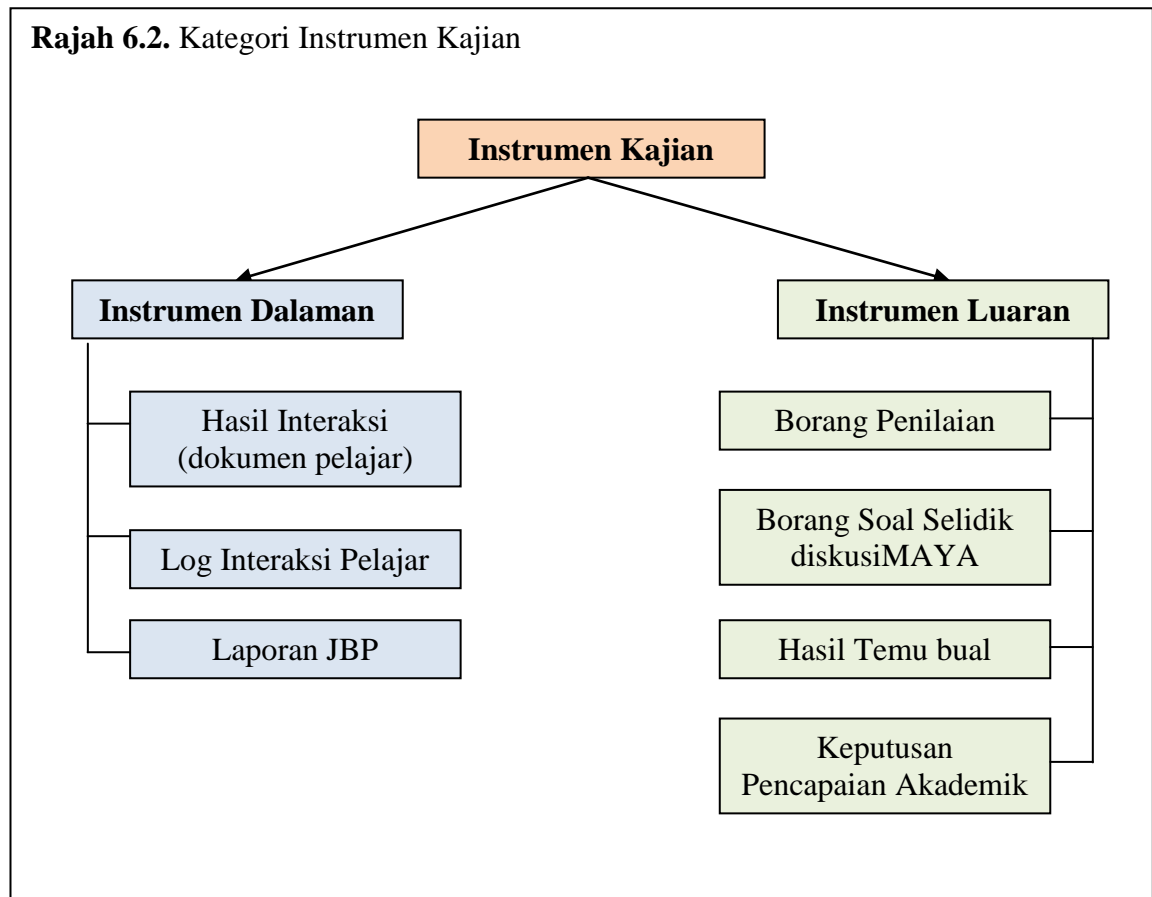 Rajah 6.2. Kategori Instrumen Kajian
Instrumen Kajian
Instrumen Dalaman
Hasil Interaksi
(dokumen pelajar)
Log Interaksi Pelajar
Laporan JBP
Instrumen Luaran
Borang Penilaian
Borang Soal Selidik
diskusiMAYA
Hasil Temu bual
Keputusan
Pencapaian Akademik